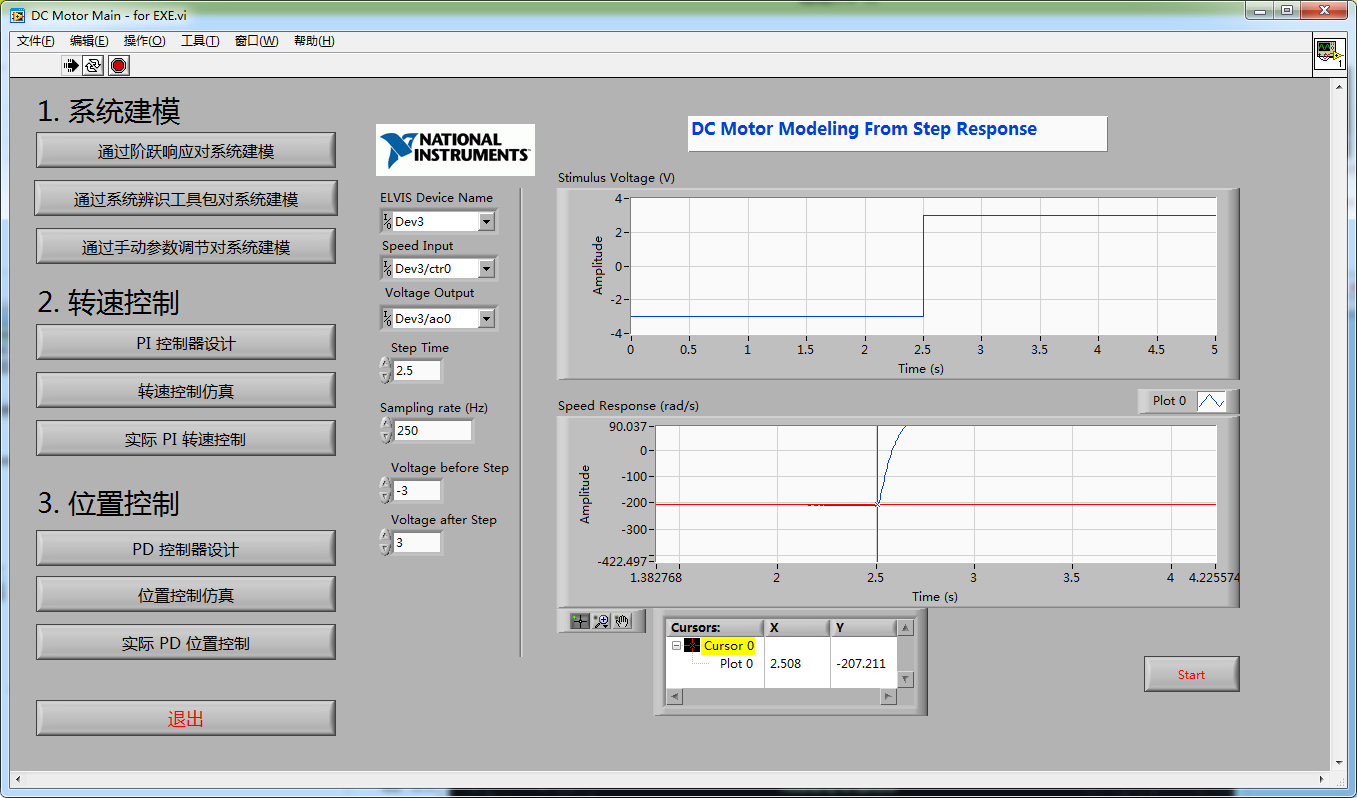 DC Motor Main - for EXE.vi
文件(F) 编辑(E) 操作(O) 工具(T) 窗口(W) 帮助(H)
1
1. 系统建模
通过阶跃响应对系统建模
通过系统辨识工具包对系统建模
通过手动参数调节对系统建模
2. 转速控制
PI 控制器设计
转速控制仿真
实际 PI 转速控制
3. 位置控制
PD 控制器设计
位置控制仿真
实际 PD 位置控制
退出
NATIONAL
INSTRUMENTS
ELVIS Device Name
Dev3
Speed Input
Dev3/ctr0
Voltage Output
Dev3/ao0
Step Time
2.5
Sampling rate (Hz)
250
Voltage before Step
-3
Voltage after Step
3
DC Motor Modeling From Step Response
Stimulus Voltage (V)
Amplitude
4
2
0
-2
-4
0 0.5 1 1.5 2 2.5 3 3.5 4 4.5 5
Time (s)
Speed Response (rad/s)
Plot 0
Amplitude
90.037
0
-100
-200
-300
-422.497
1.382768 2 2.5 3 3.5 4 4.225574
Time (s)
Cursors: X Y
Cursor 0
Plot 0 2.508 -207.211
Start